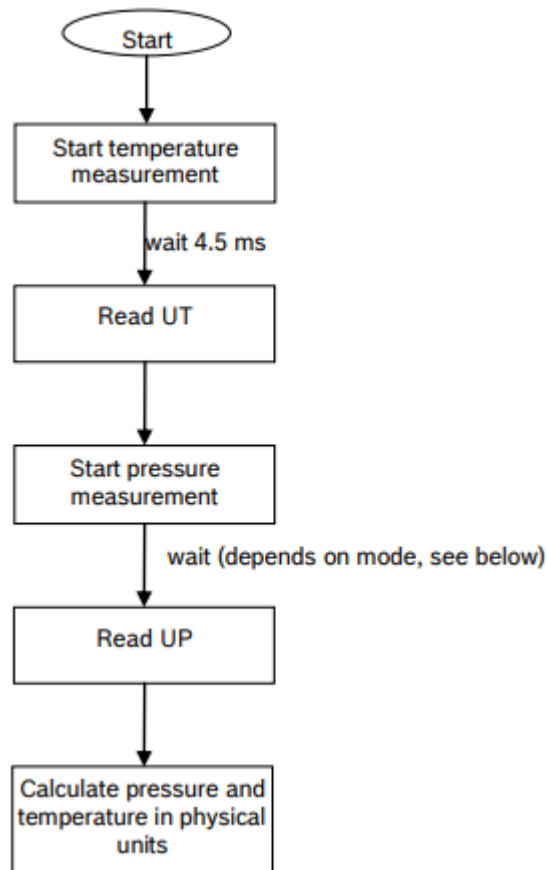 Start
Start temperature
measurement
wait 4.5 ms
Read UT
Start pressure
measurement
wait (depends on mode, see below)
Read UP
Calculate pressure and
temperature in physical
units